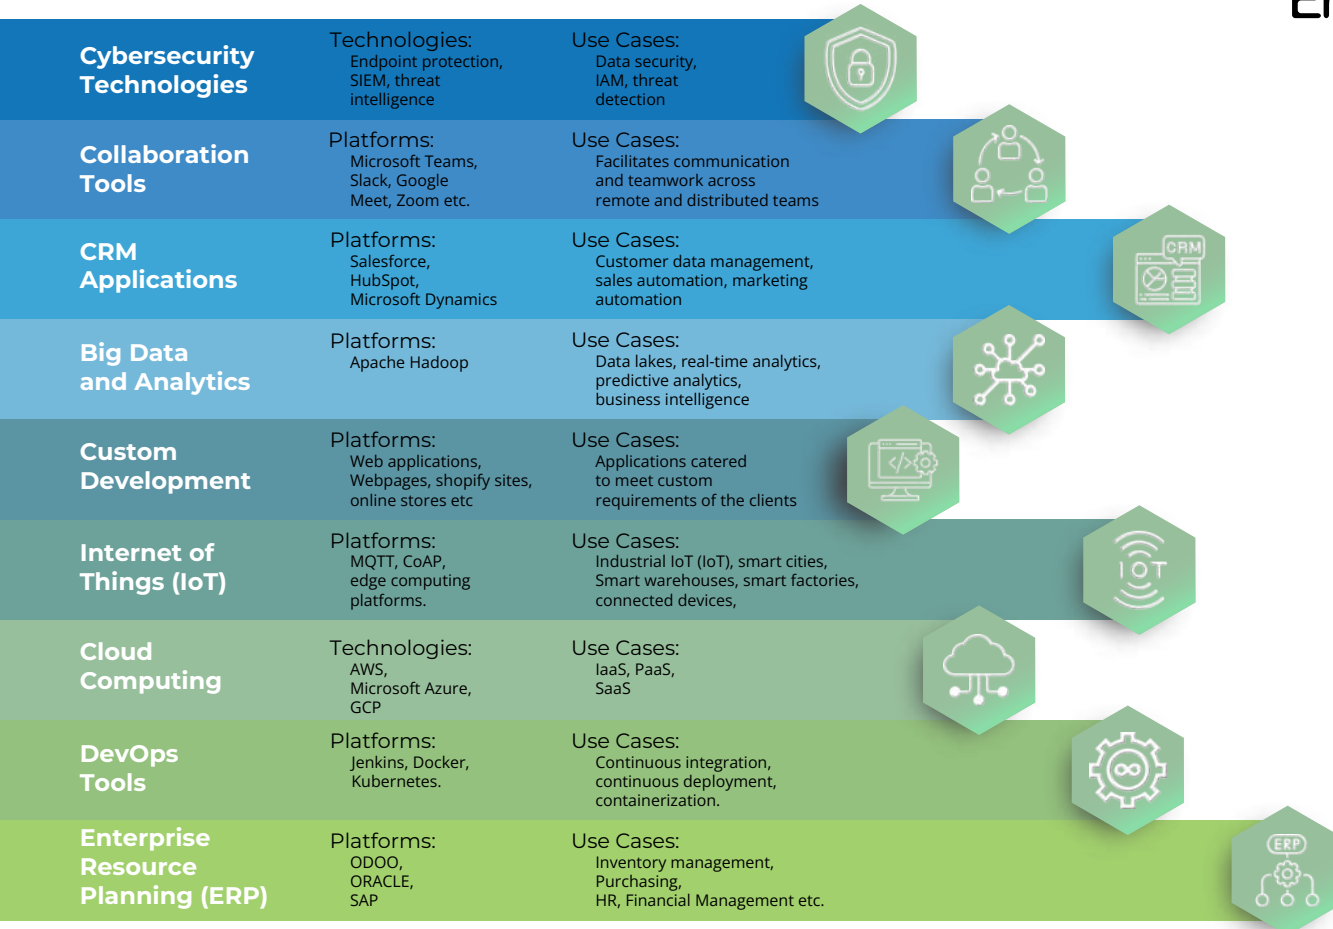 Cybersecurity
Technologies
Technologies:
Endpoint protection,
SIEM, threat
intelligence
Use Cases:
Data security,
IAM, threat
detection
Collaboration
Tools
Platforms:
Microsoft Teams,
Slack, Google
Meet, Zoom etc.
Use Cases:
Facilitates communication
and teamwork across
remote and distributed teams
CRM
Applications
Platforms:
Salesforce,
HubSpot,
Microsoft Dynamics
Use Cases:
Customer data management,
sales automation, marketing
automation
CRM
Big Data
and Analytics
Platforms:
Apache Hadoop
Use Cases:
Data lakes, real-time analytics,
predictive analytics,
business intelligence
Custom
Development
Platforms:
Web applications,
Webpages, shopify sites,
online stores etc
Use Cases:
Applications catered
to meet custom
requirements of the clients
</>
Internet of
Things (IoT)
Platforms:
MQTT, CoAP,
edge computing
platforms.
Use Cases:
Industrial IoT (IoT), smart cities,
Smart warehouses, smart factories,
connected devices,
IOT
Cloud
Computing
Technologies:
AWS,
Microsoft Azure,
GCP
Use Cases:
IaaS, PaaS,
SaaS
DevOps
Tools
Platforms:
Jenkins, Docker,
Kubernetes.
Use Cases:
Continuous integration,
continuous deployment,
containerization.
Enterprise
Resource
Planning (ERP)
Platforms:
ODOO,
ORACLE,
SAP
Use Cases:
Inventory management,
Purchasing,
HR, Financial Management etc.
ERP